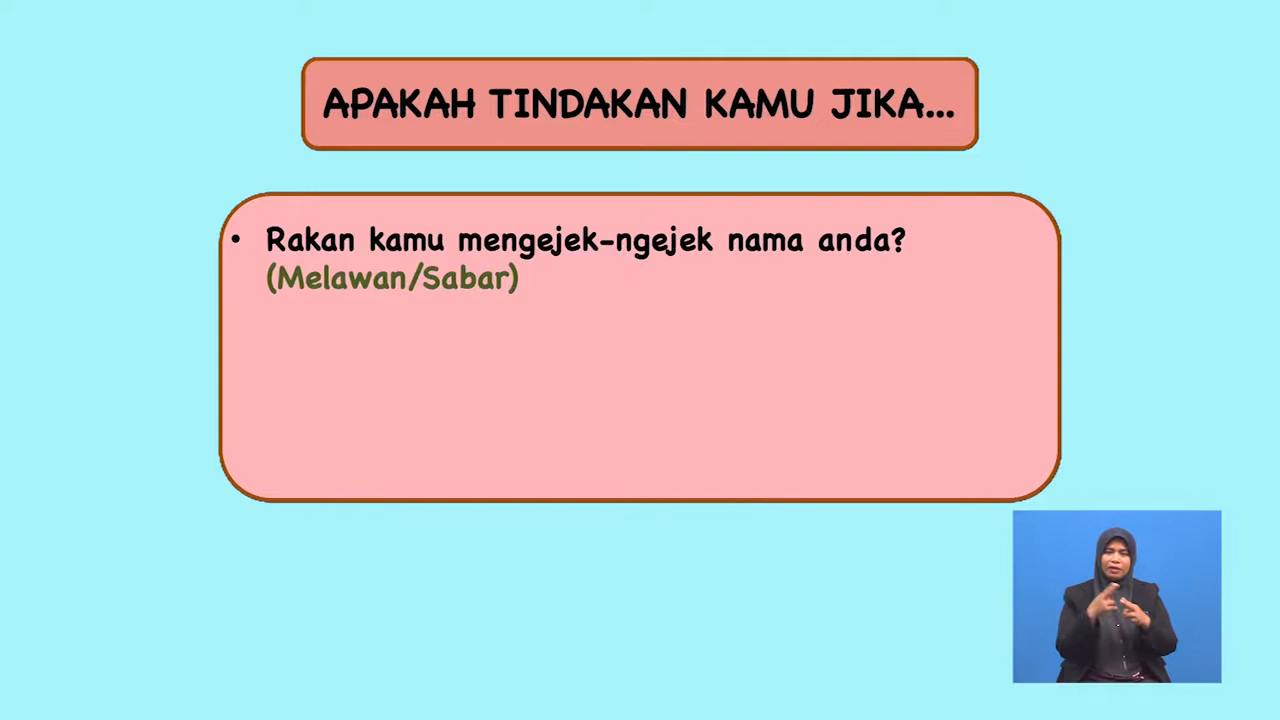 APAKAH TINDAKAN KAMU JIKA...
• Rakan kamu mengejek-ngejek nama anda?
(Melawan/Sabar)